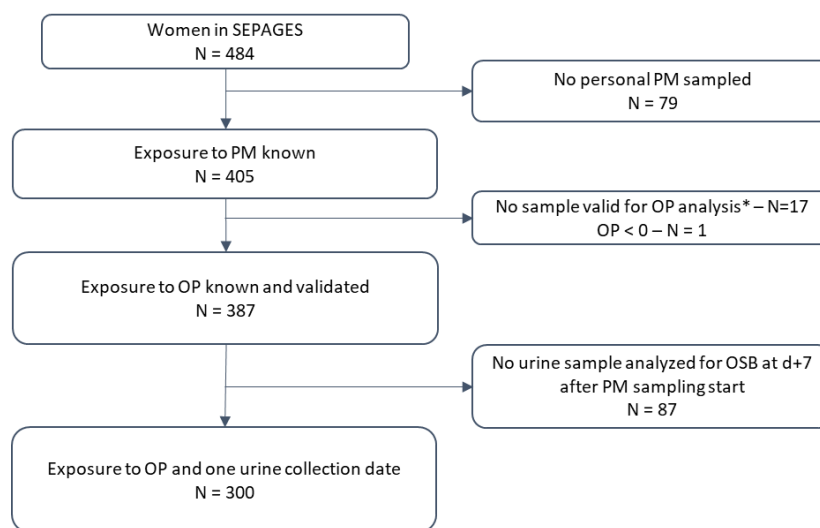 Women in SEPAGES
N = 484
No personal PM sampled
N = 79
Exposure to PM known
N = 405
No sample valid for OP analysis* – N=17
OP < 0 – N = 1
Exposure to OP known and validated
N = 387
No urine sample analyzed for OSB at d+7
after PM sampling start
N = 87
Exposure to OP and one urine collection date
N = 300